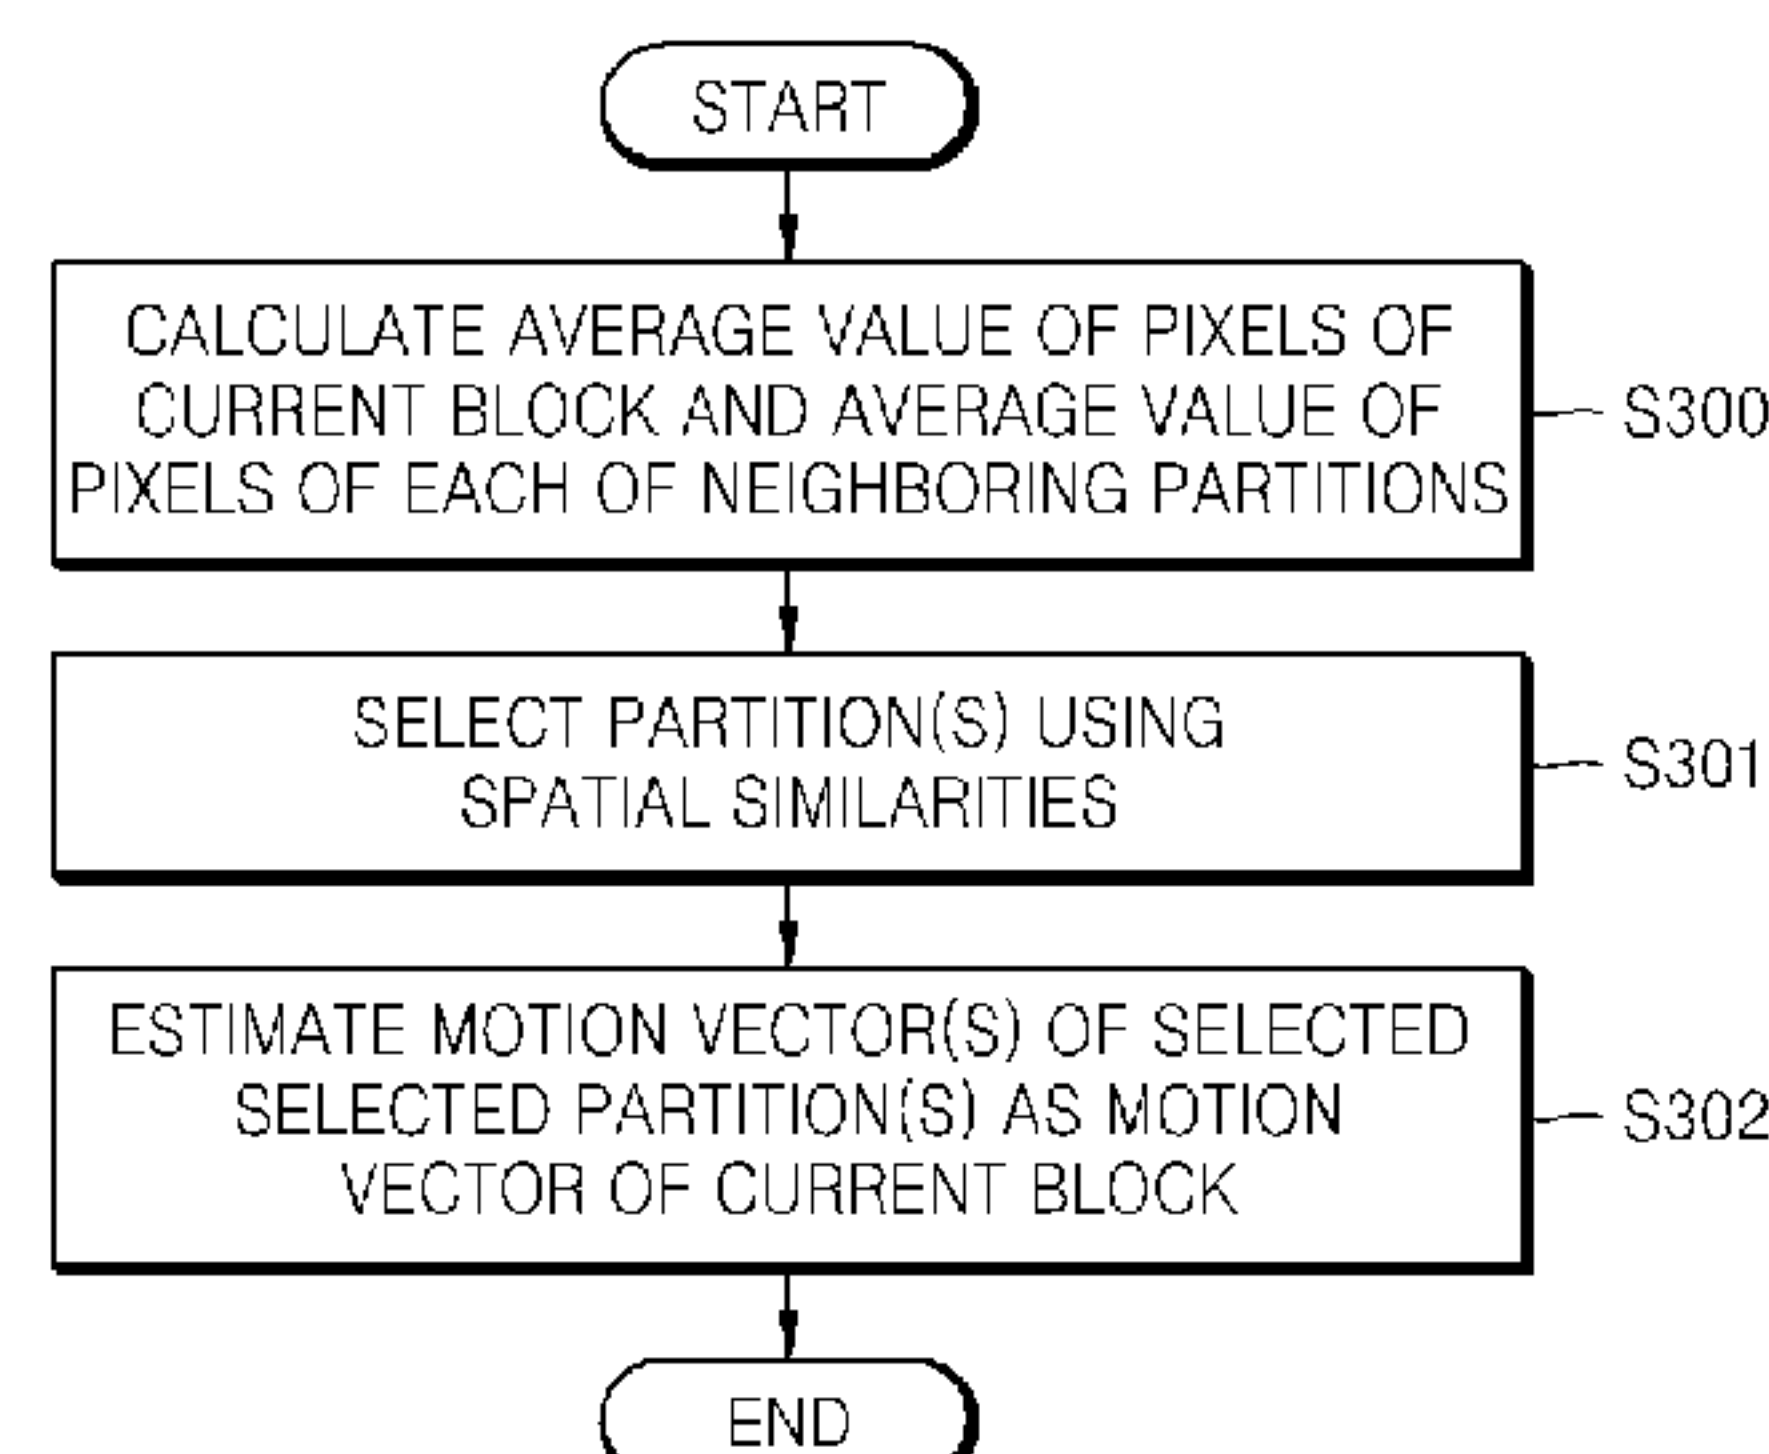 START
CALCULATE AVERAGE VALUE OF PIXELS OF
CURRENT BLOCK AND AVERAGE VALUE OF
PIXELS OF EACH OF NEIGHBORING PARTITIONS
S300
SELECT PARTITION(S) USING
SPATIAL SIMILARITIES
S301
ESTIMATE MOTION VECTOR(S) OF SELECTED
SELECTED PARTITION(S) AS MOTION
VECTOR OF CURRENT BLOCK
S302
END